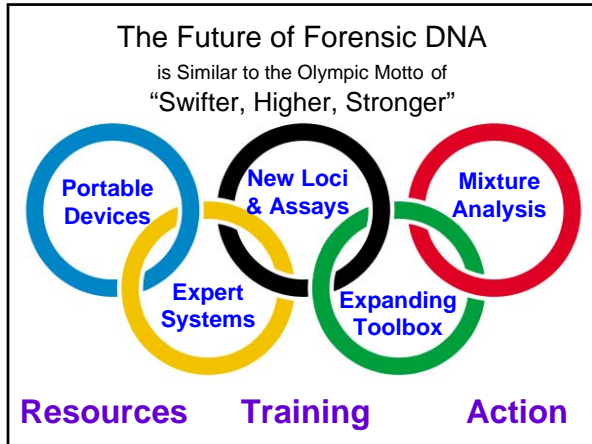 The Future of Forensic DNA
is Similar to the Olympic Motto of
“Swifter, Higher, Stronger”
Portable
Devices
New Loci
& Assays
Mixture
Analysis
Expert
Systems
Expanding
Toolbox
Resources Training Action